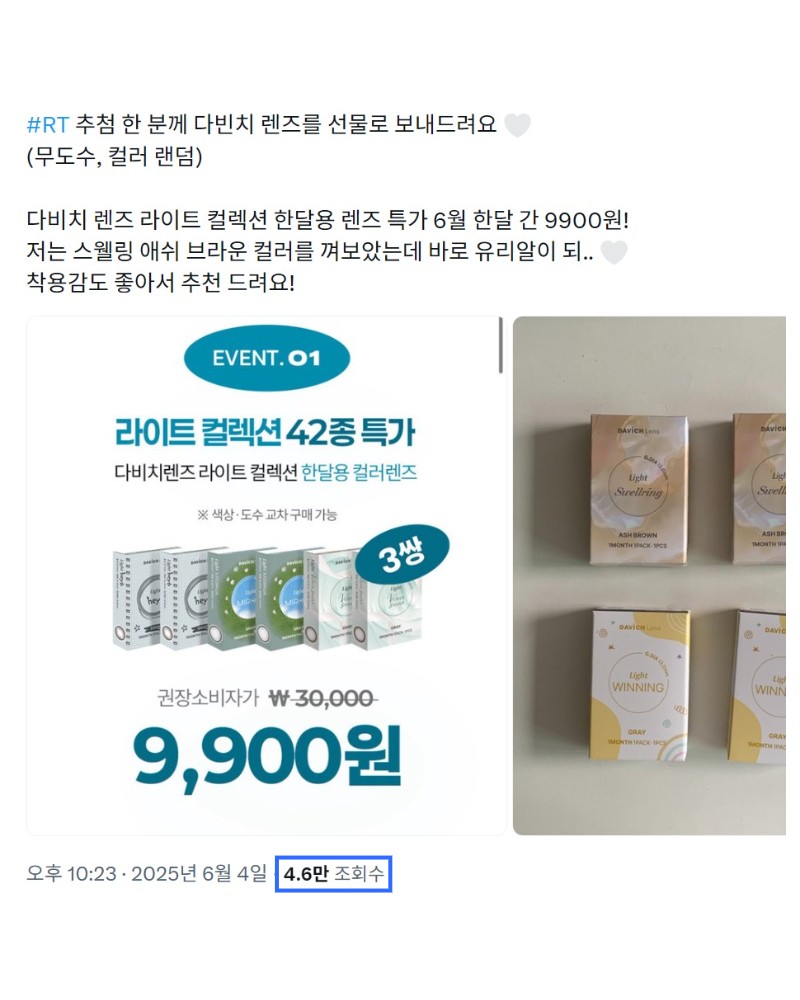 #RT 추첨 한 분께 다빈치 렌즈를 선물로 보내드려요 🤍
(무도수, 컬러 랜덤)
다비치 렌즈 라이트 컬렉션 한달용 렌즈 특가 6월 한달 간 9900원!
저는 스웰링 애쉬 브라운 컬러를 껴보았는데 바로 유리알이 되.. 🤍
착용감도 좋아서 추천 드려요!
EVENT. 01
라이트 컬렉션 42종 특가
다비치렌즈 라이트 컬렉션 한달용 컬러렌즈
※ 색상·도수 교차 구매 가능
3쌍
권장소비자가 ₩30,000
9,900원
DAVICH Lens
Light
Swellring
ASH BROWN
1MONTH 1PACK·1PCS
DAVICH
ASH BR
1MONTH 1PACK
DAVICH Lens
Light
WINNING
GRAY
1MONTH 1PACK·1PCS
DAVIC
WINN
GRA
1MONTH 1PAC
오후 10:23 · 2025년 6월 4일 · 4.6만 조회수